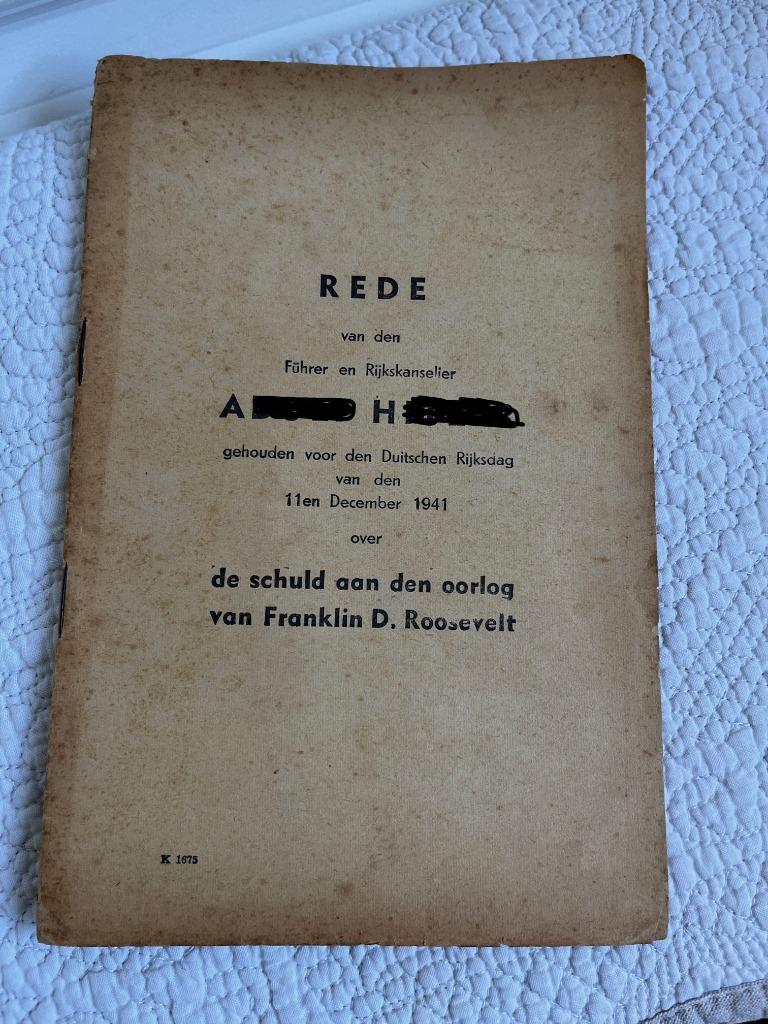 REDE
van den
Führer en Rijkskanselier
A H
gehouden voor den Duitschen Rijksdag
van den
11en December 1941
over
de schuld aan den oorlog
van Franklin D. Roosevelt
K 1675